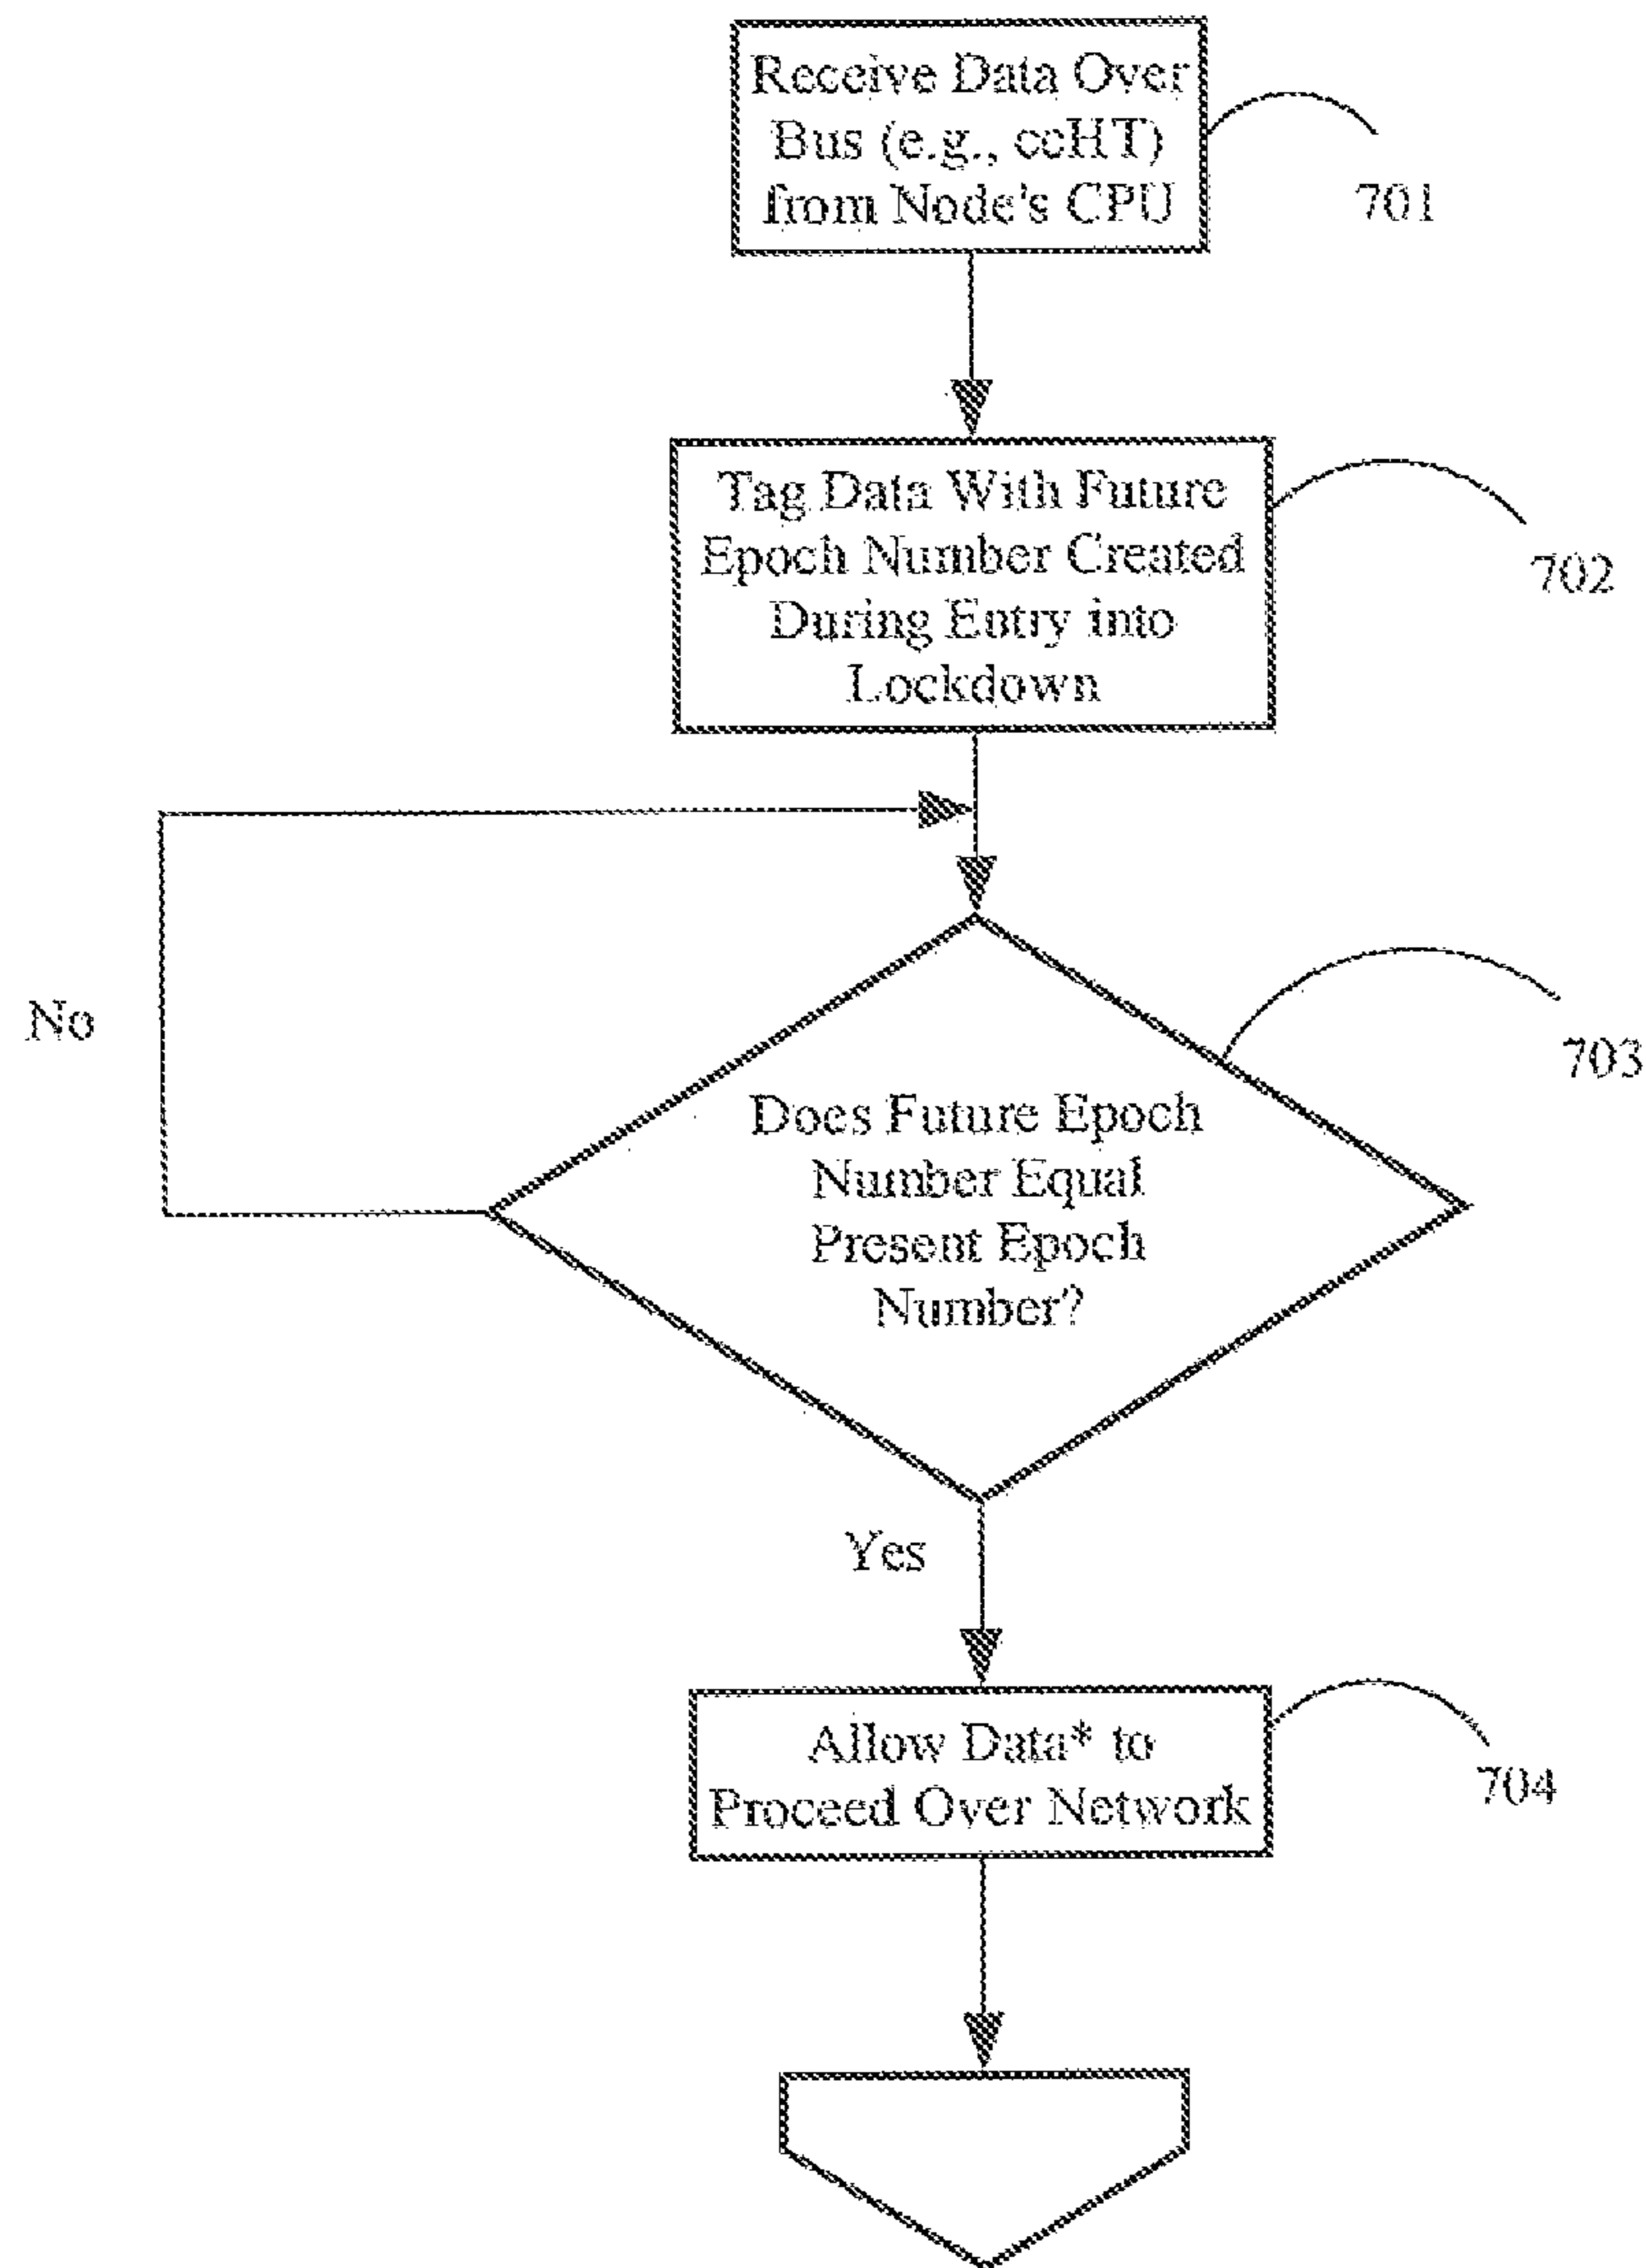 Receive Data Over
Bus (e.g., ccHT)
from Node's CPU
701
Tag Data With Future
Epoch Number Created
During Entry into
Lockdown
702
No
703
Does Future Epoch
Number Equal
Present Epoch
Number?
Yes
Allow Data* to
Proceed Over Network
704